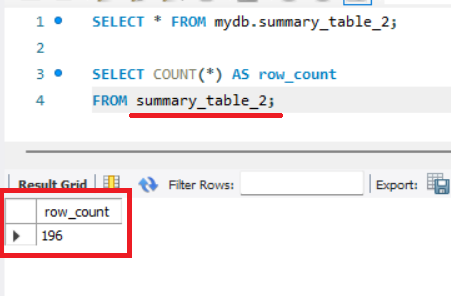 1 SELECT * FROM mydb.summary_table_2;
2
3 SELECT COUNT(*) AS row_count
4 FROM summary_table_2;
Result Grid Filter Rows: Export:
row_count
196